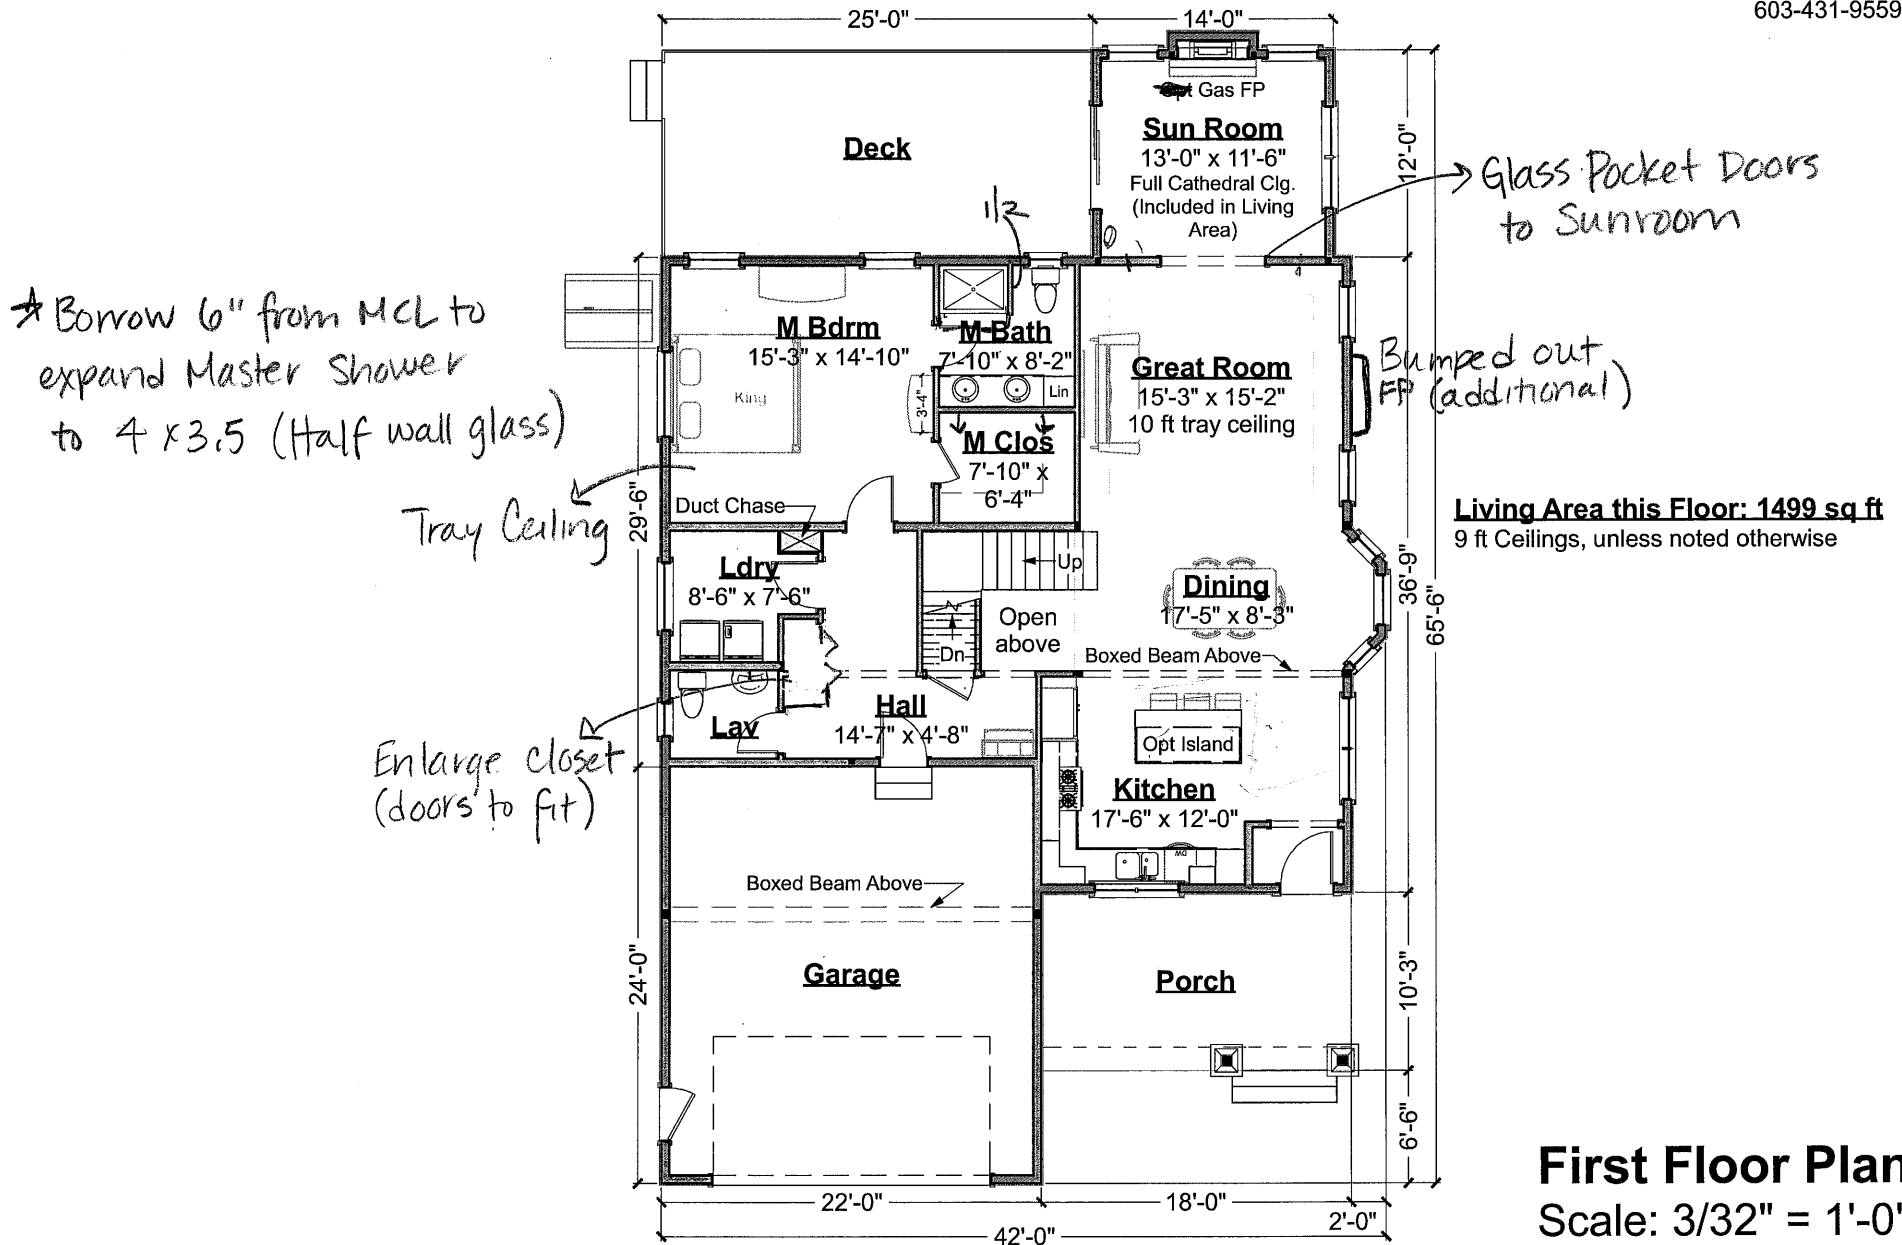 603-431-9559
25'-0"
14'-0"
Gas FP
Sun Room
13'-0" x 11'-6"
Full Cathedral Clg.
(Included in Living
Area)
12'-0"
Deck
Glass Pocket Doors
to Sunroom
1/2
* Borrow 6" from MCL to
expand Master Shower
to 4 x 3.5 (Half wall glass)
Tray Ceiling
M Bdrm
15'-3" x 14'-10"
King
3'-4"
M Bath
7'-10" x 8'-2"
Lin
M Clos
7'-10" x
6'-4"
Great Room
15'-3" x 15'-2"
10 ft tray ceiling
Bumped out
FP (additional)
Living Area this Floor: 1499 sq ft
9 ft Ceilings, unless noted otherwise
29'-6"
Duct Chase
Ldry
8'-6" x 7'-6"
Up
Open
above
Dn
Dining
17'-5" x 8'-3"
36'-9"
65'-6"
Boxed Beam Above
Lav
Hall
14'-7" x 4'-8"
Enlarge closet
(doors to fit)
Opt Island
Kitchen
17'-6" x 12'-0"
DW
Boxed Beam Above
24'-0"
Garage
Porch
10'-3"
6'-6"
22'-0"
18'-0"
2'-0"
42'-0"
First Floor Plan
Scale: 3/32" = 1'-0"